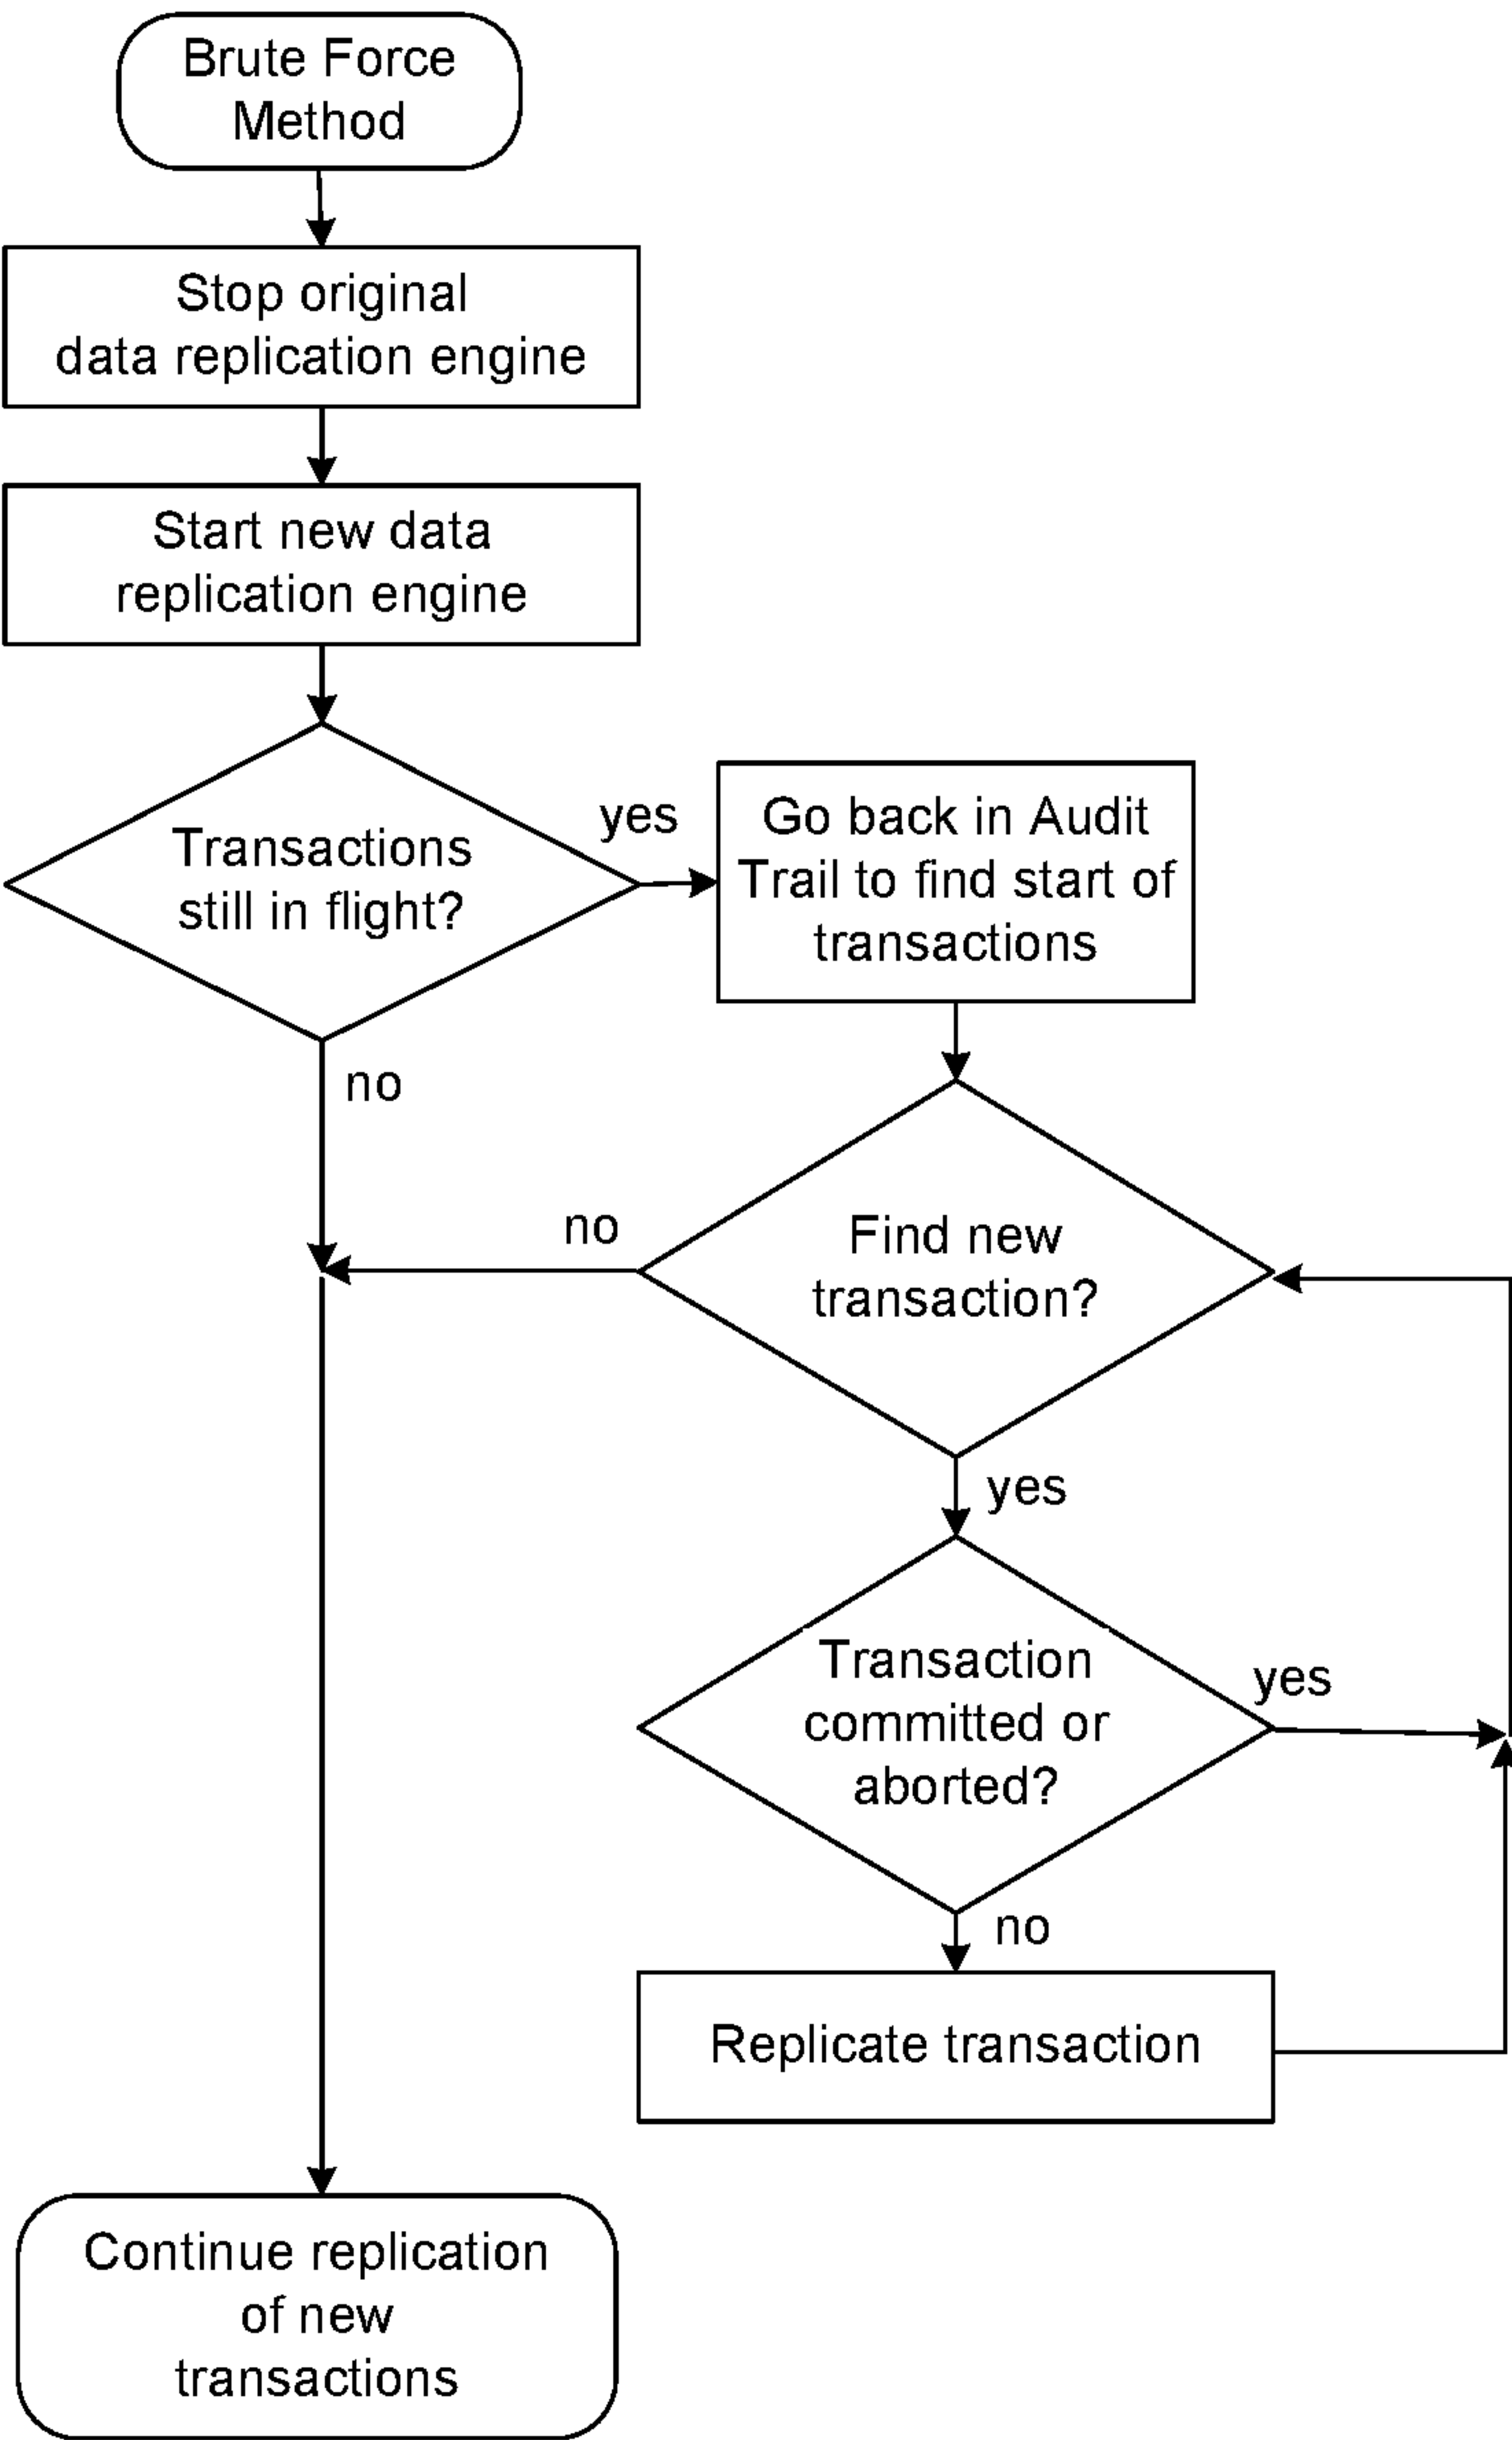 Brute Force
Method
Stop original
data replication engine
Start new data
replication engine
Transactions
still in flight?
yes
Go back in Audit
Trail to find start of
transactions
no
Find new
transaction?
no
yes
Transaction
committed or
aborted?
yes
no
Replicate transaction
Continue replication
of new
transactions